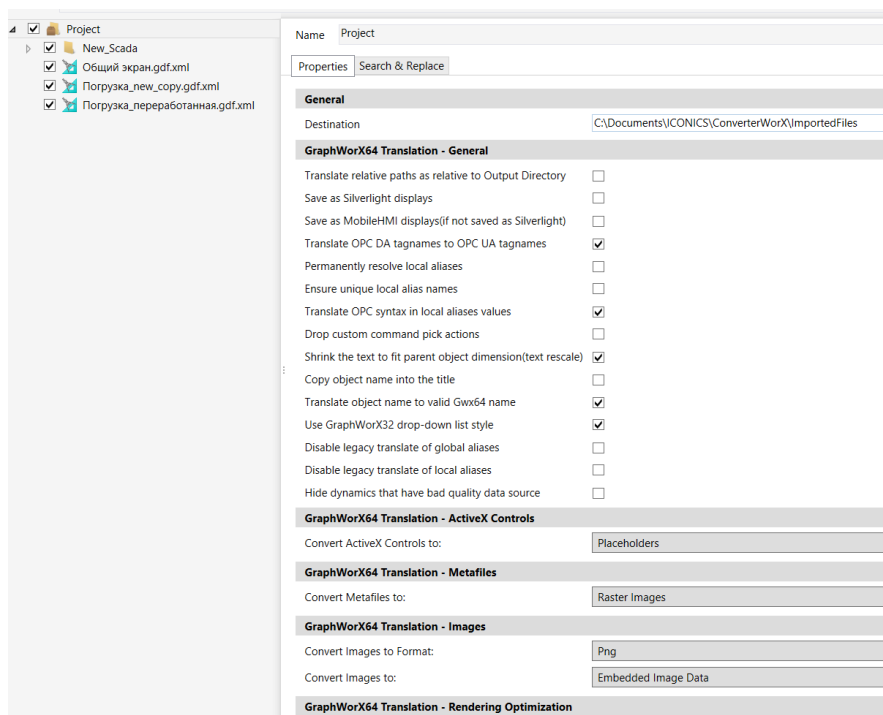 Project
New_Scada
Общий экран.gdf.xml
Погрузка_new_copy.gdf.xml
Погрузка_переработанная.gdf.xml
Name Project
Properties Search & Replace
General
Destination C:\Documents\ICONICS\ConverterWorX\ImportedFiles
GraphWorX64 Translation - General
Translate relative paths as relative to Output Directory
Save as Silverlight displays
Save as MobileHMI displays(if not saved as Silverlight)
Translate OPC DA tagnames to OPC UA tagnames
Permanently resolve local aliases
Ensure unique local alias names
Translate OPC syntax in local aliases values
Drop custom command pick actions
Shrink the text to fit parent object dimension(text rescale)
Copy object name into the title
Translate object name to valid Gwx64 name
Use GraphWorX32 drop-down list style
Disable legacy translate of global aliases
Disable legacy translate of local aliases
Hide dynamics that have bad quality data source
GraphWorX64 Translation - ActiveX Controls
Convert ActiveX Controls to: Placeholders
GraphWorX64 Translation - Metafiles
Convert Metafiles to: Raster Images
GraphWorX64 Translation - Images
Convert Images to Format: Png
Convert Images to: Embedded Image Data
GraphWorX64 Translation - Rendering Optimization